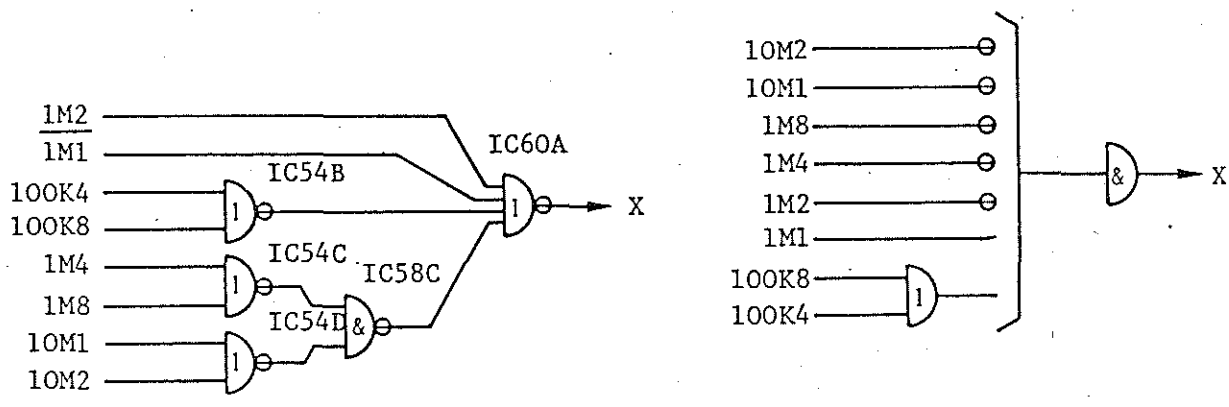 1M2
1M1
100K4
100K8
1M4
1M8
10M1
10M2
IC54B
1
IC54C
1
IC54D
1
IC58C
&
IC60A
1
X
10M2
10M1
1M8
1M4
1M2
1M1
100K8
100K4
1
&
X